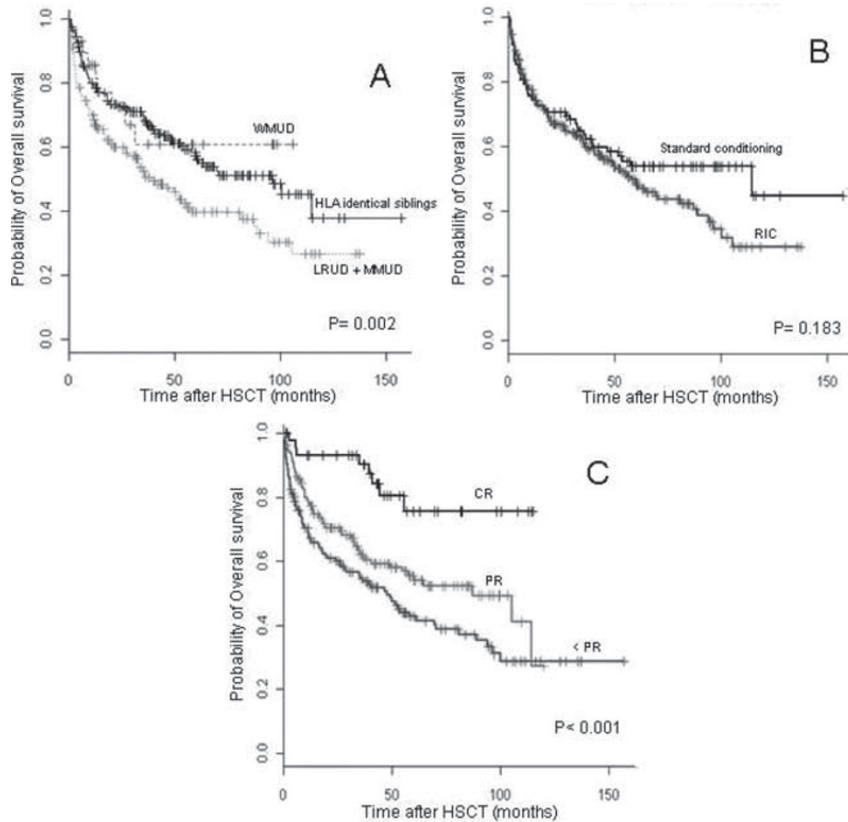 A
Probability of Overall survival
1.0
0.8
0.6
0.4
0.2
0.0
WMUD
HLA identical siblings
LRUD + MMUD
P= 0.002
0 50 100 150
Time after HSCT (months)
B
Probability of Overall survival
1.0
0.8
0.6
0.4
0.2
0.0
Standard conditioning
RIC
P= 0.183
0 50 100 150
Time after HSCT (months)
C
Probability of Overall survival
1.0
0.8
0.6
0.4
0.2
0.0
CR
PR
< PR
P< 0.001
0 50 100 150
Time after HSCT (months)